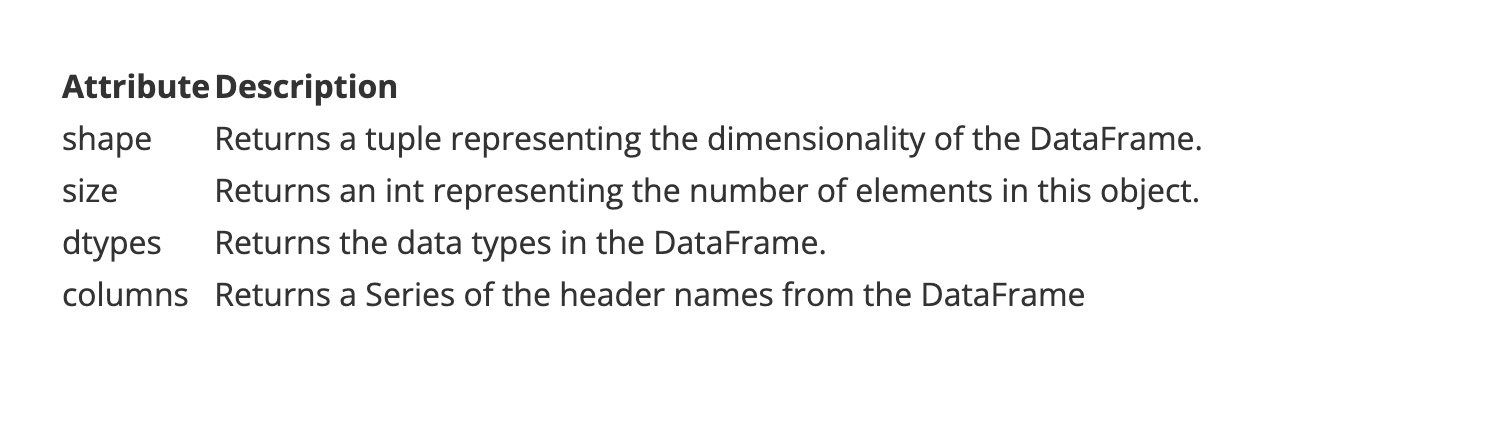 Attribute Description
shape Returns a tuple representing the dimensionality of the DataFrame.
size Returns an int representing the number of elements in this object.
dtypes Returns the data types in the DataFrame.
columns Returns a Series of the header names from the DataFrame